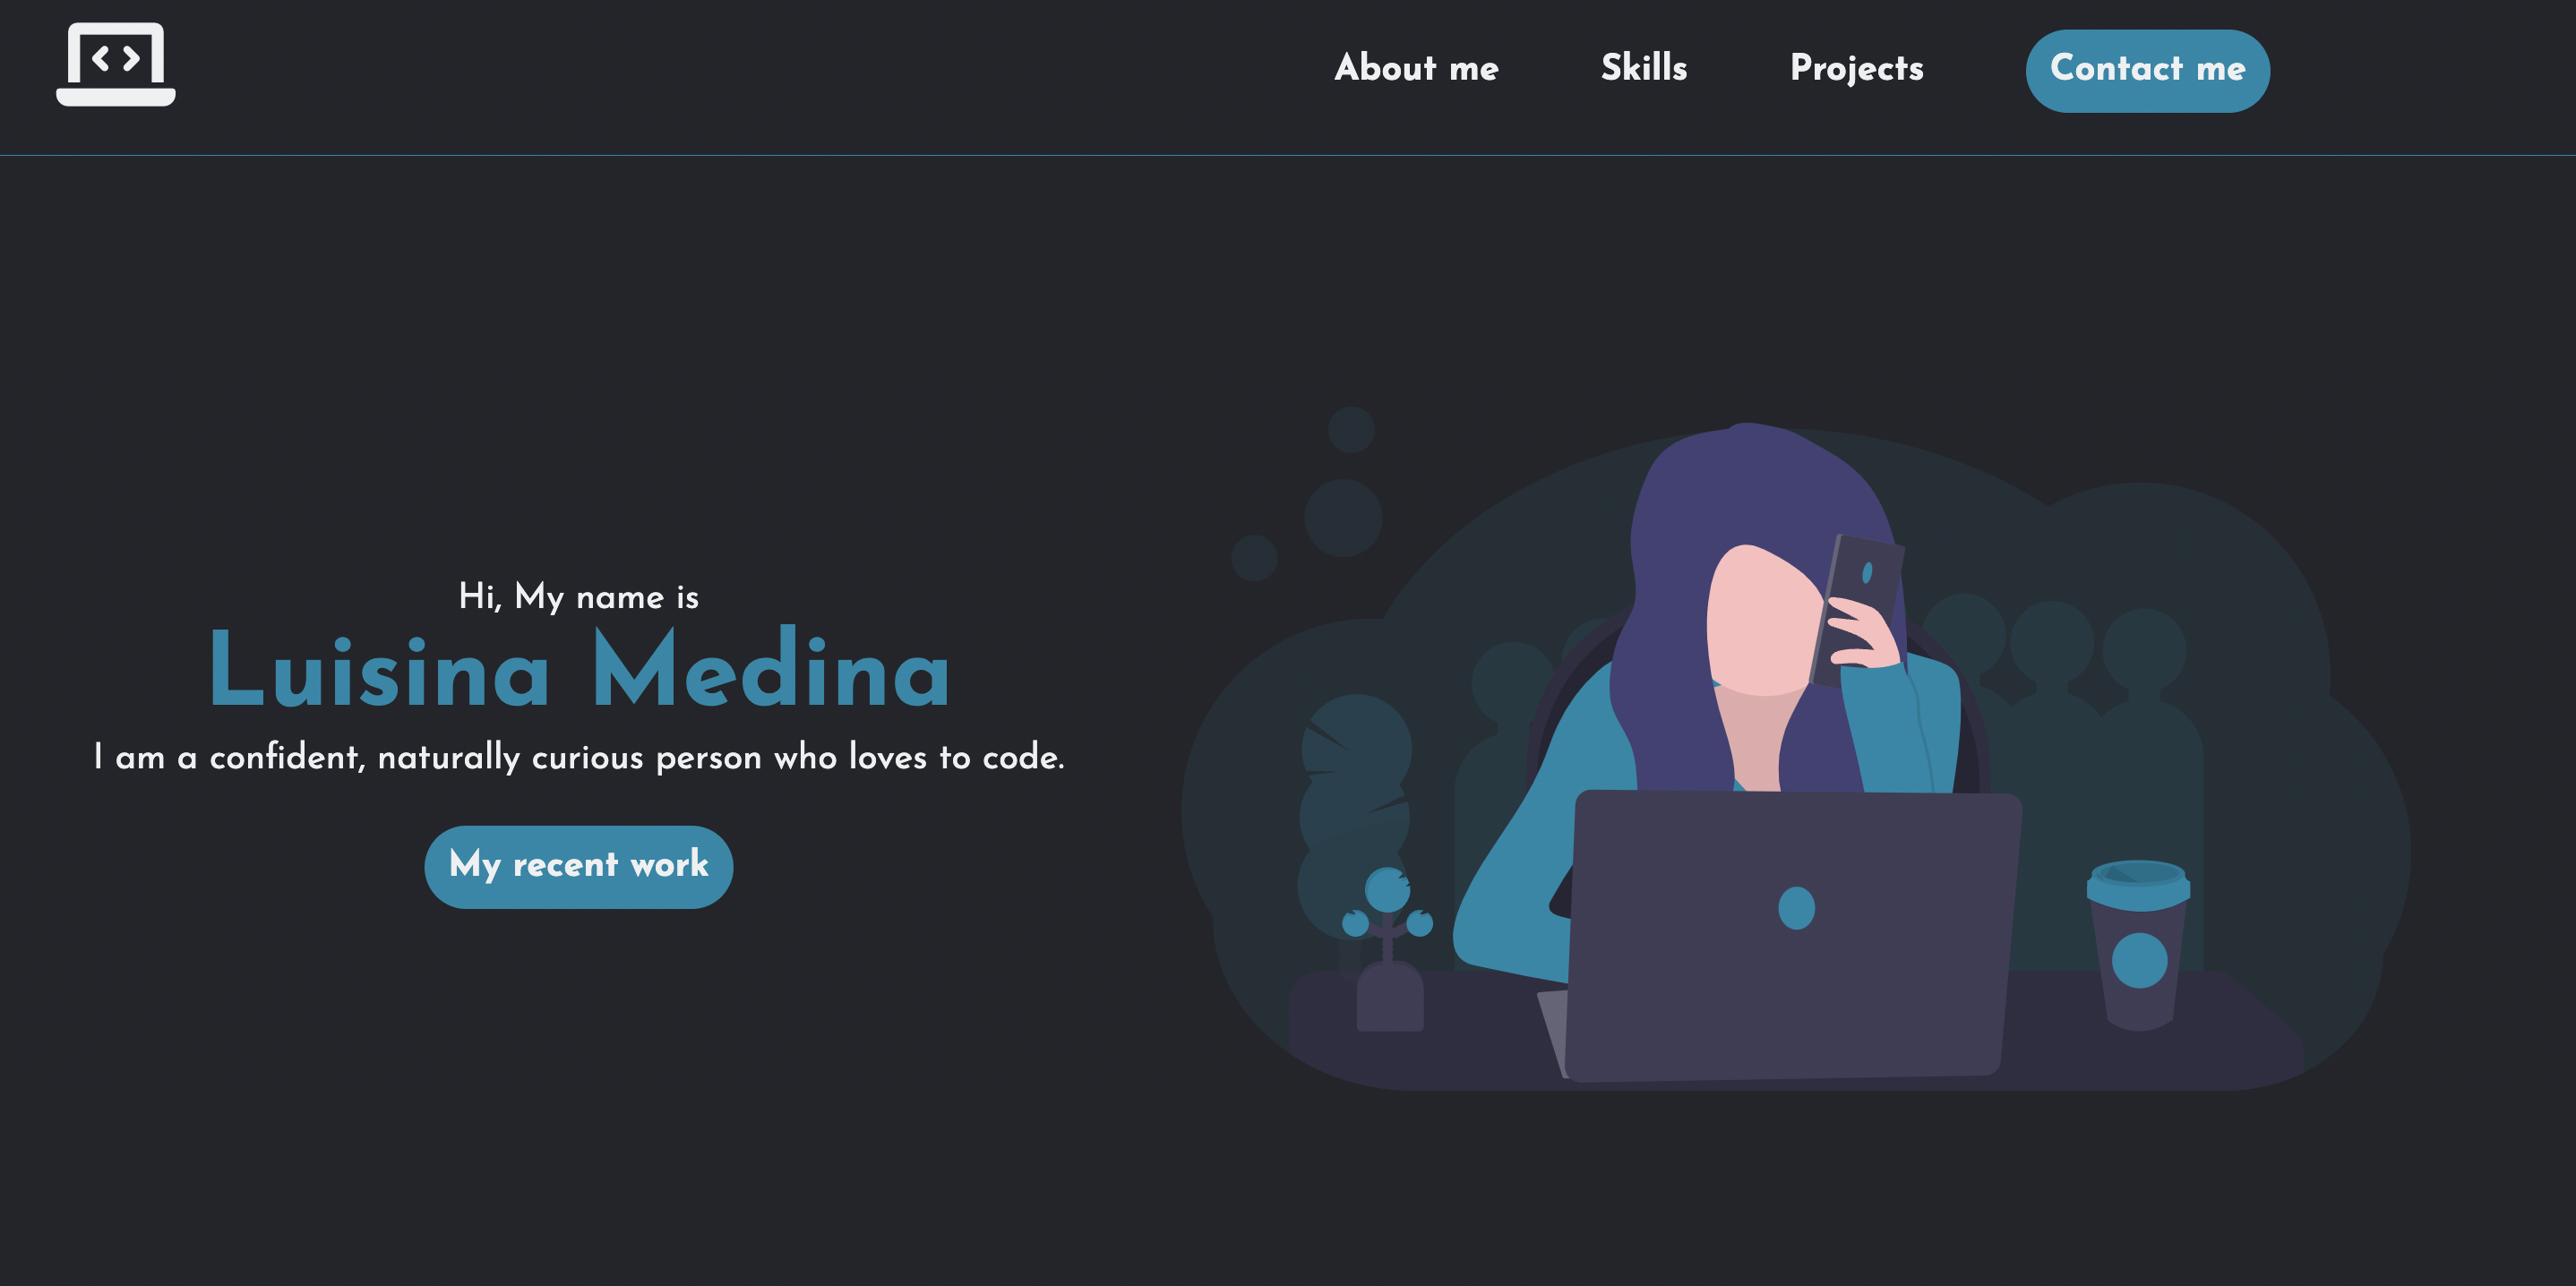 About me Skills Projects Contact me
Hi, My name is
Luisina Medina
I am a confident, naturally curious person who loves to code.
My recent work